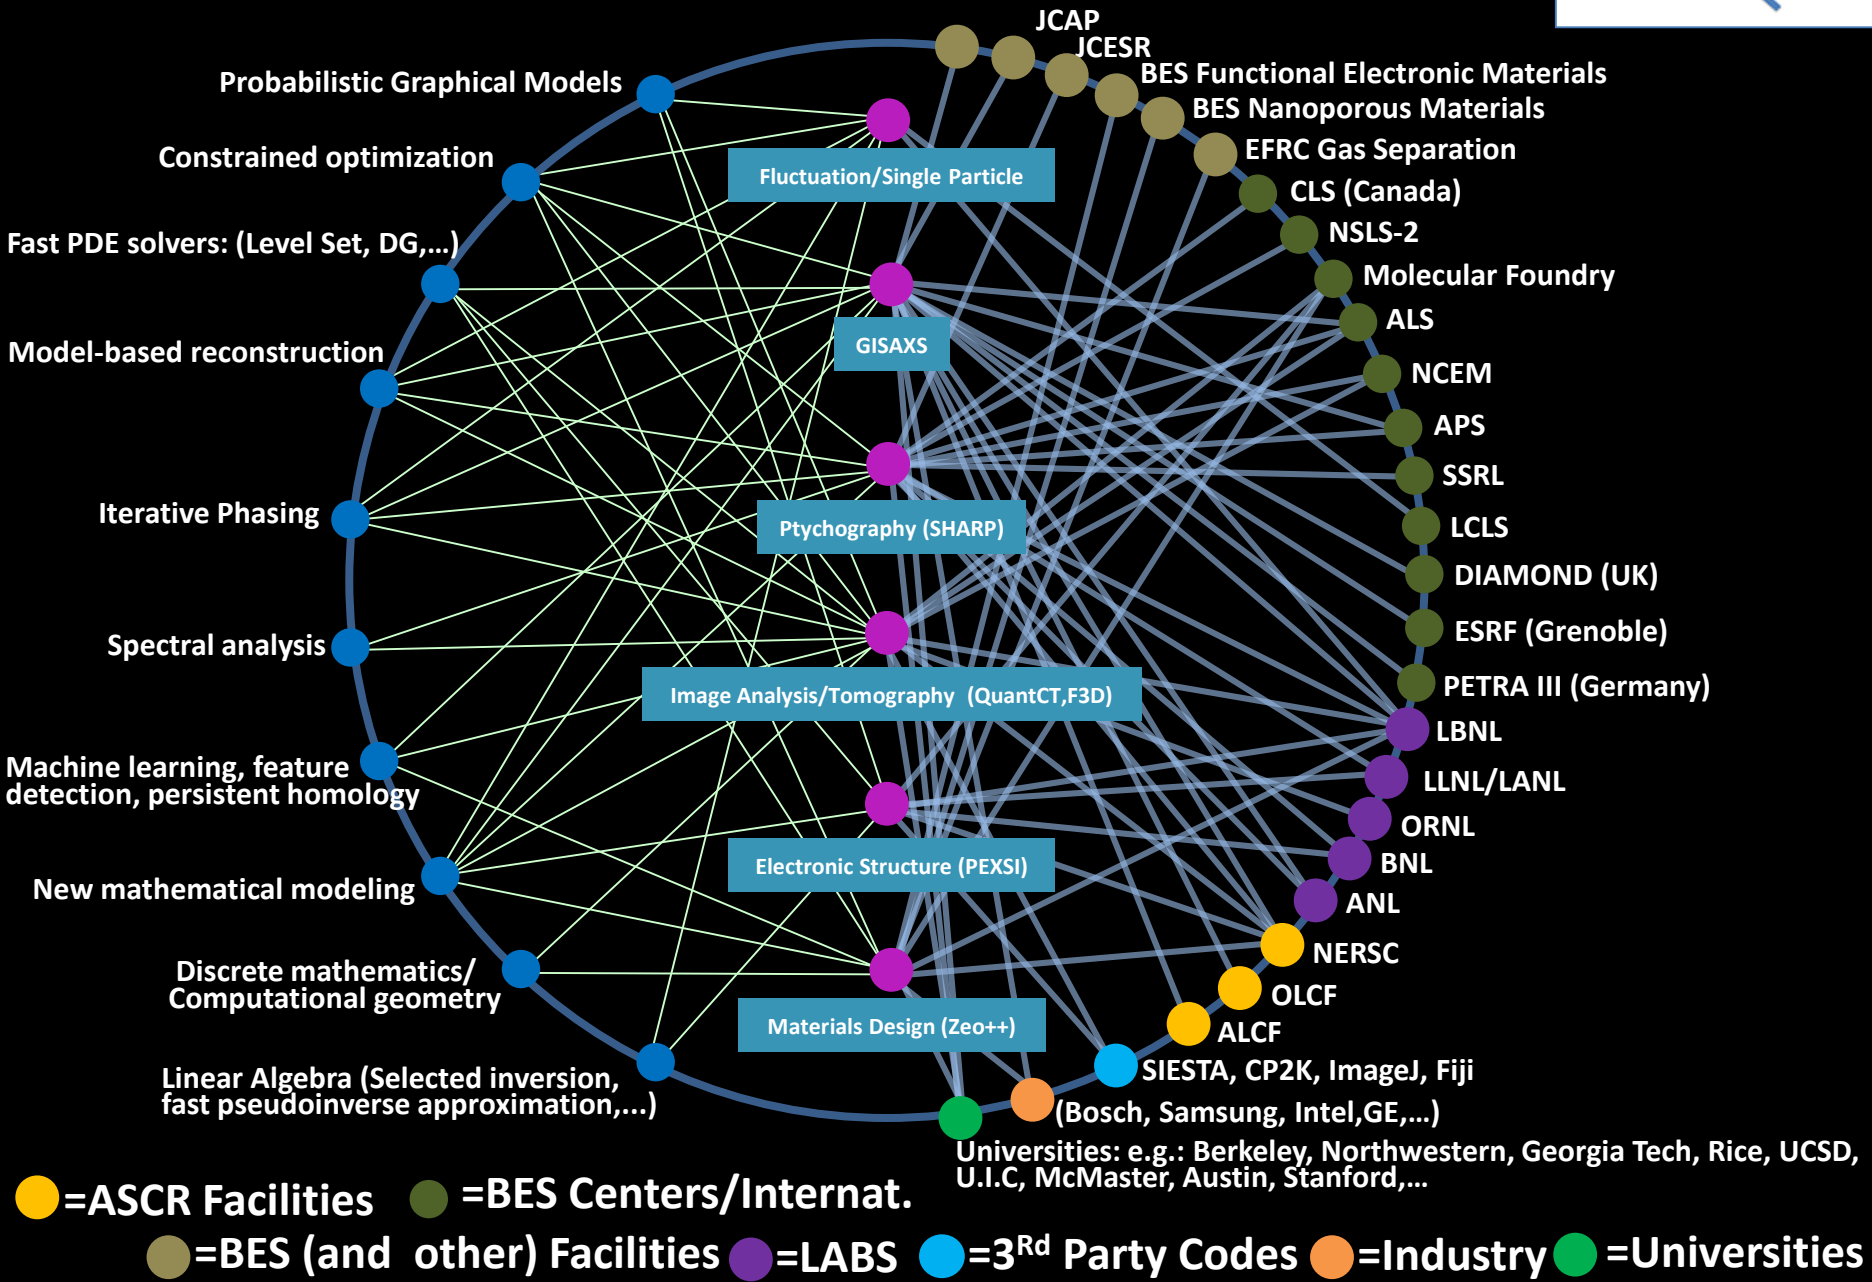 JCAP
JCESR
BES Functional Electronic Materials
BES Nanoporous Materials
EFRC Gas Separation
CLS (Canada)
NSLS-2
Molecular Foundry
ALS
NCEM
APS
SSRL
LCLS
DIAMOND (UK)
ESRF (Grenoble)
PETRA III (Germany)
LBNL
LLNL/LANL
ORNL
BNL
ANL
NERSC
OLCF
ALCF
SIESTA, CP2K, ImageJ, Fiji
(Bosch, Samsung, Intel,GE,...)
Universities: e.g.: Berkeley, Northwestern, Georgia Tech, Rice, UCSD,
U.I.C, McMaster, Austin, Stanford,...
Probabilistic Graphical Models
Constrained optimization
Fast PDE solvers: (Level Set, DG,...)
Model-based reconstruction
Iterative Phasing
Spectral analysis
Machine learning, feature
detection, persistent homology
New mathematical modeling
Discrete mathematics/
Computational geometry
Linear Algebra (Selected inversion,
fast pseudoinverse approximation,...)
Fluctuation/Single Particle
GISAXS
Ptychography (SHARP)
Image Analysis/Tomography (QuantCT,F3D)
Electronic Structure (PEXSI)
Materials Design (Zeo++)
=ASCR Facilities
=BES Centers/Internat.
=BES (and other) Facilities
=LABS
=3Rd Party Codes
=Industry
=Universities